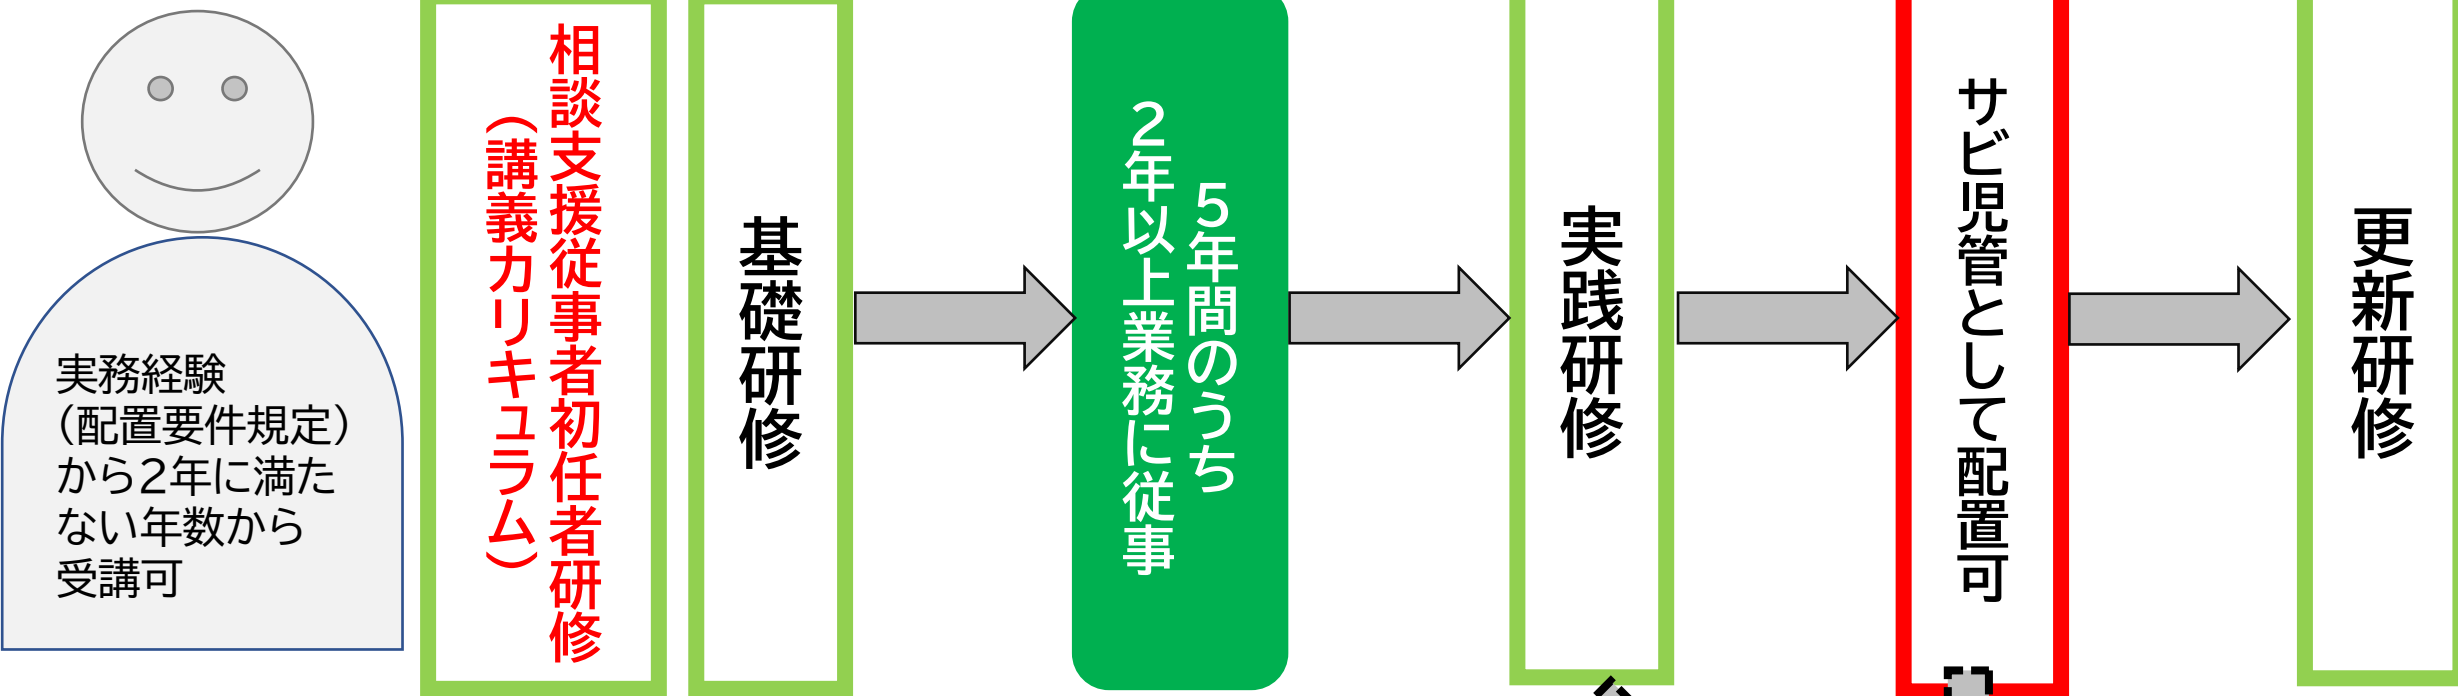 実務経験
（配置要件規定）
から２年に満た
ない年数から
受講可
相談支援従事者初任者研修
（講義カリキュラム）
基礎研修
５年間のうち
２年以上業務に従事
実践研修
サビ児管として配置可
更新研修